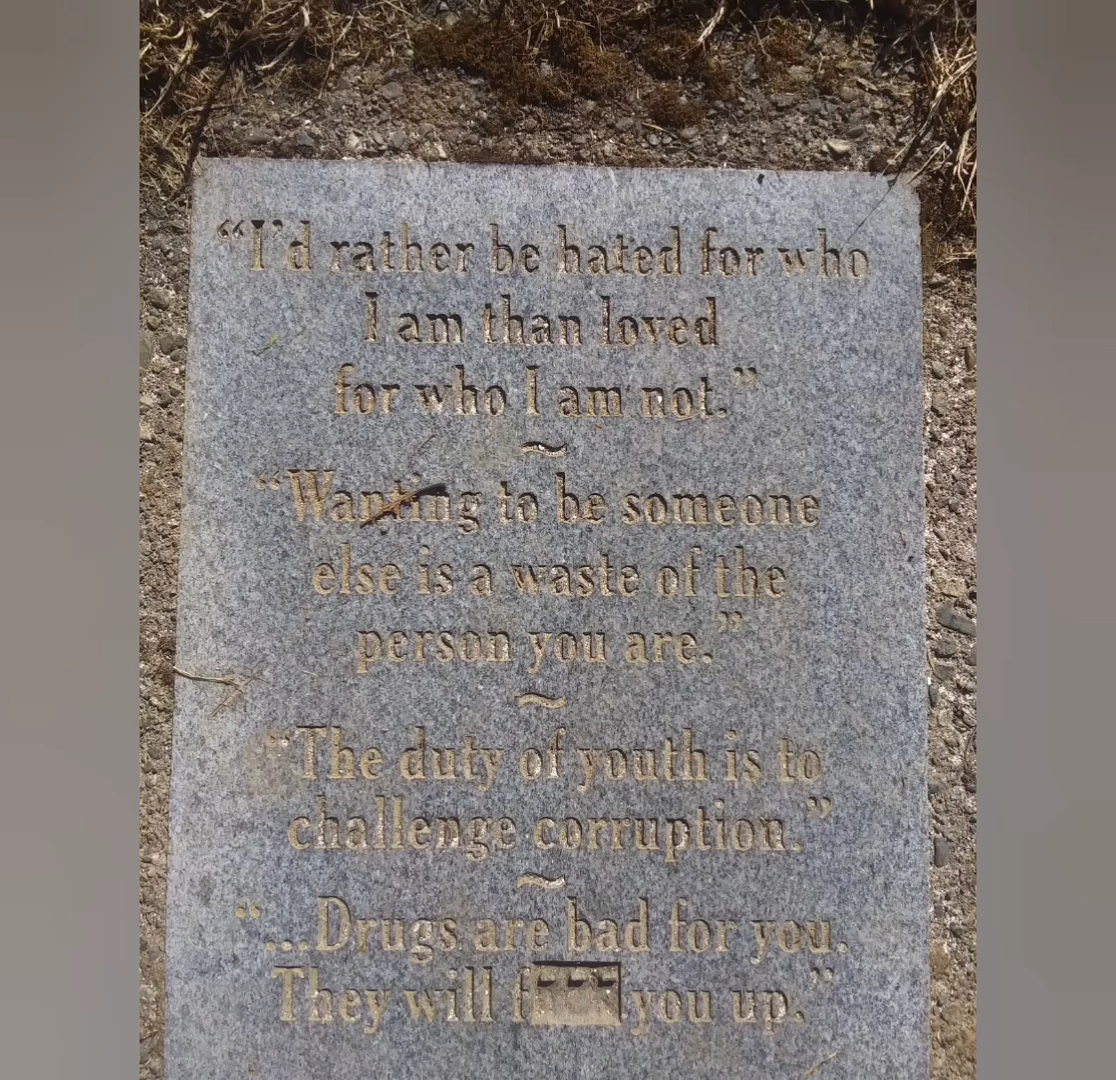 “I’d rather be hated for who
I am than loved
for who I am not.”
~
“Wanting to be someone
else is a waste of the
person you are.”
~
“The duty of youth is to
challenge corruption.”
~
“...Drugs are bad for you.
They will f you up.”